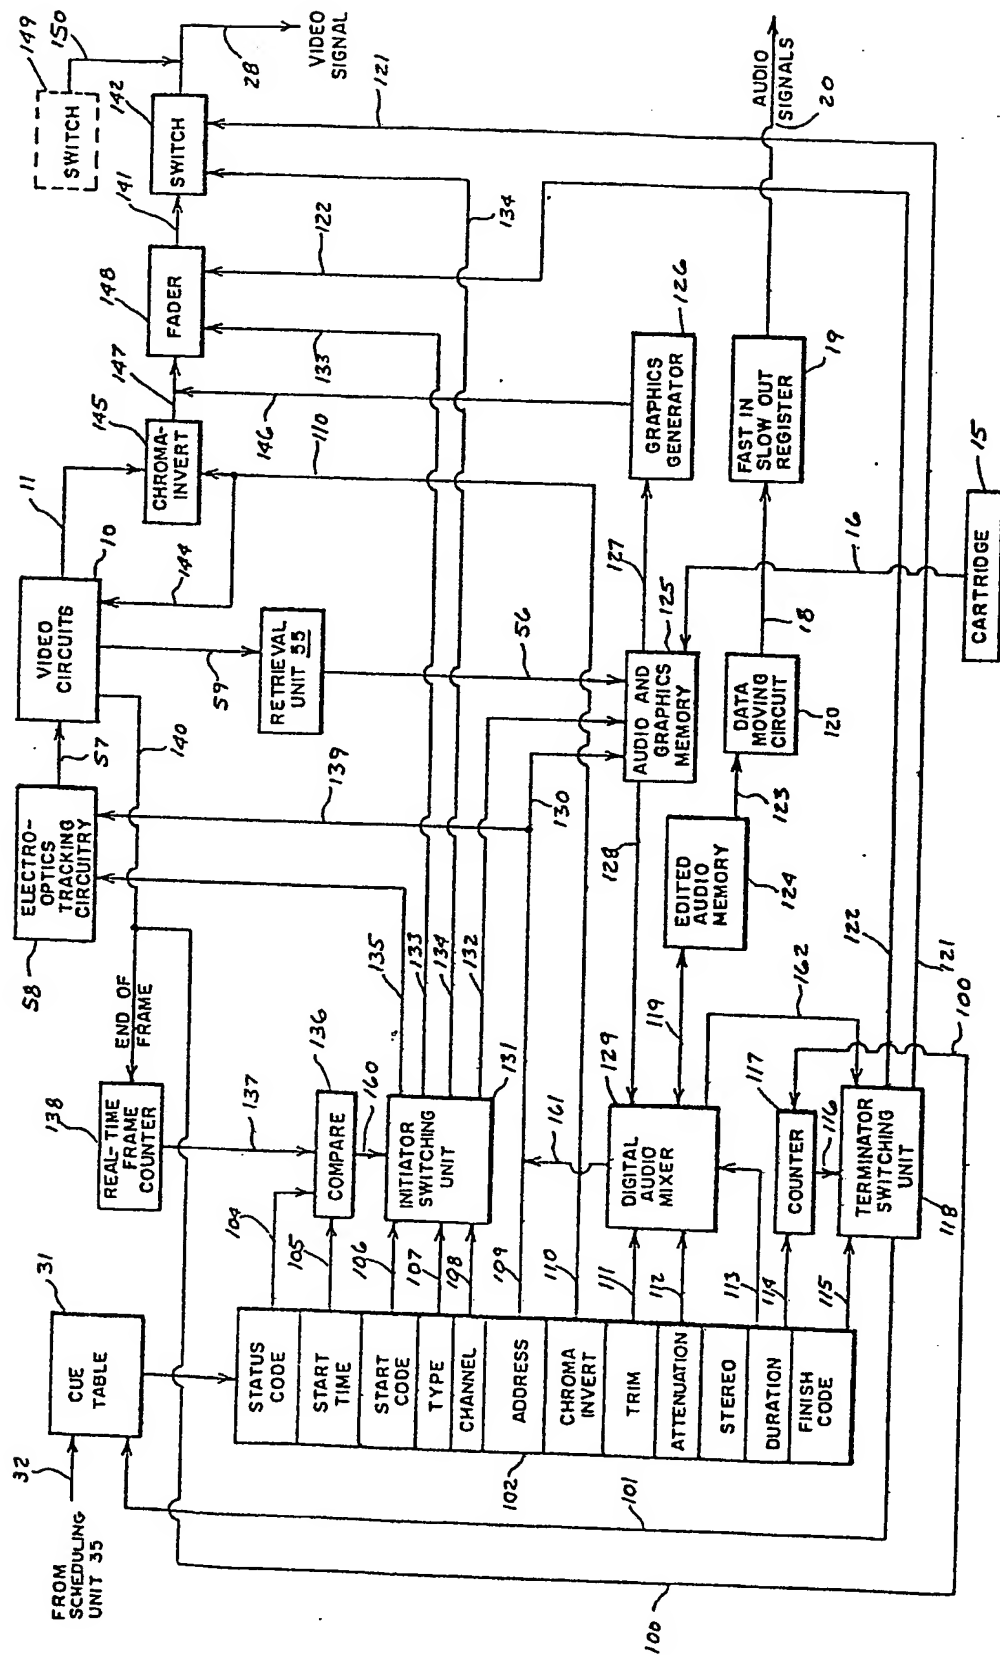 FROM
SCHEDULING
UNIT 35
32
CUE
TABLE
31
101
100
102
STATUS
CODE
START
TIME
START
CODE
TYPE
CHANNEL
ADDRESS
CHROMA
INVERT
TRIM
ATTENUATION
STEREO
DURATION
FINISH
CODE
104
105
106
107
108
109
110
111
112
113
114
115
138
REAL-TIME
FRAME
COUNTER
END OF
FRAME
137
COMPARE
136
160
INITIATOR
SWITCHING
UNIT
131
135
133
134
132
161
DIGITAL
AUDIO
MIXER
129
119
128
162
COUNTER
117
116
TERMINATOR
SWITCHING
UNIT
118
100
122
121
58
ELECTRO-
OPTICS
TRACKING
CIRCUITRY
57
140
139
130
VIDEO
CIRCUITS
10
11
59
144
RETRIEVAL
UNIT 55
56
EDITED
AUDIO
MEMORY
124
123
DATA
MOVING
CIRCUIT
120
18
AUDIO AND
GRAPHICS
MEMORY
125
127
16
CARTRIDGE
15
CHROMA-
INVERT
145
147
146
110
133
GRAPHICS
GENERATOR
126
FAST IN
SLOW OUT
REGISTER
19
FADER
148
122
134
141
SWITCH
142
121
SWITCH
149
150
28
VIDEO
SIGNAL
AUDIO
SIGNALS
20